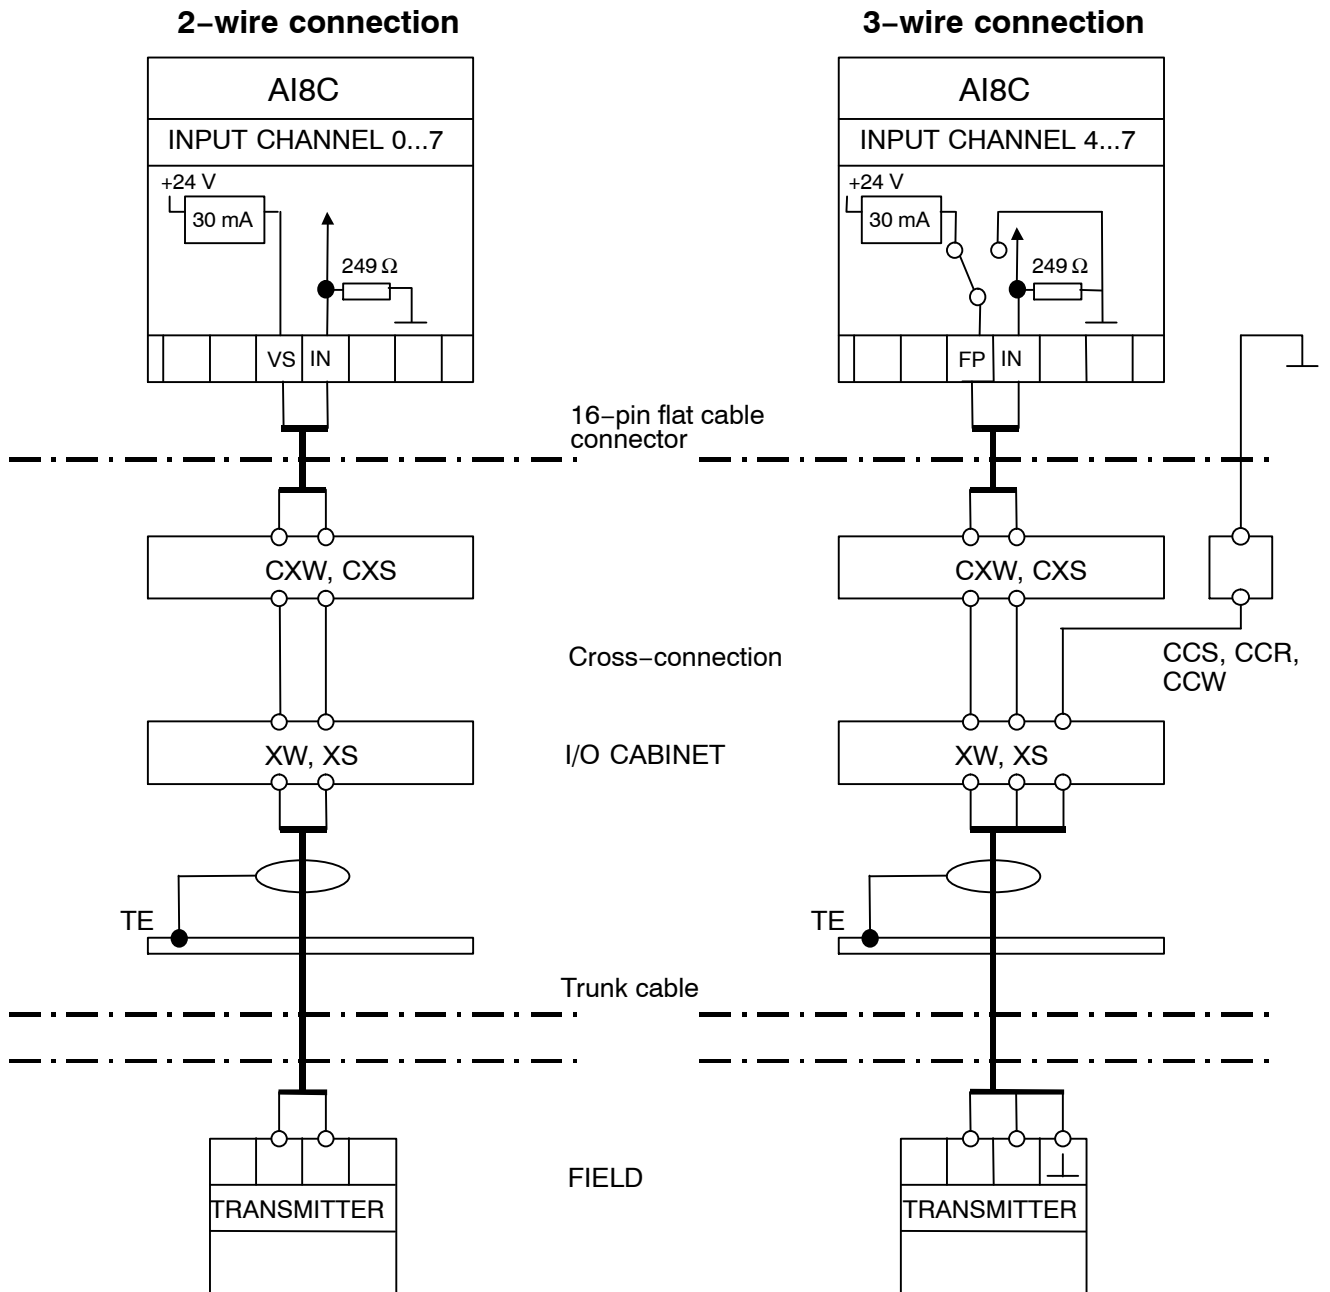 2–wire connection
3–wire connection
AI8C
INPUT CHANNEL 0...7
+24 V
30 mA
249 Ω
VS
IN
AI8C
INPUT CHANNEL 4...7
+24 V
30 mA
249 Ω
FP
IN
16–pin flat cable
connector
CXW, CXS
CXW, CXS
Cross–connection
CCS, CCR,
CCW
XW, XS
I/O CABINET
XW, XS
TE
TE
Trunk cable
FIELD
TRANSMITTER
TRANSMITTER